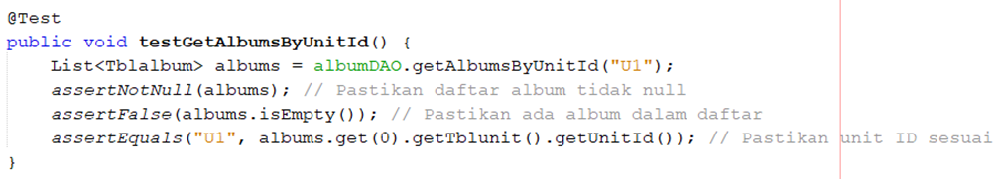 @Test
public void testGetAlbumsByUnitId() {
List<Tblalbum> albums = albumDAO.getAlbumsByUnitId("U1");
assertNotNull(albums); // Pastikan daftar album tidak null
assertFalse(albums.isEmpty()); // Pastikan ada album dalam daftar
assertEquals("U1", albums.get(0).getTblunit().getUnitId()); // Pastikan unit ID sesuai
}